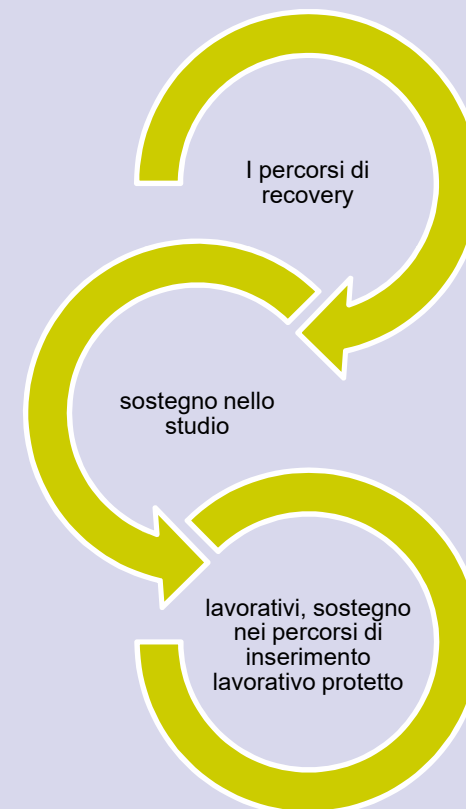 I percorsi di
recovery
sostegno nello
studio
lavorativi, sostegno
nei percorsi di
inserimento
lavorativo protetto